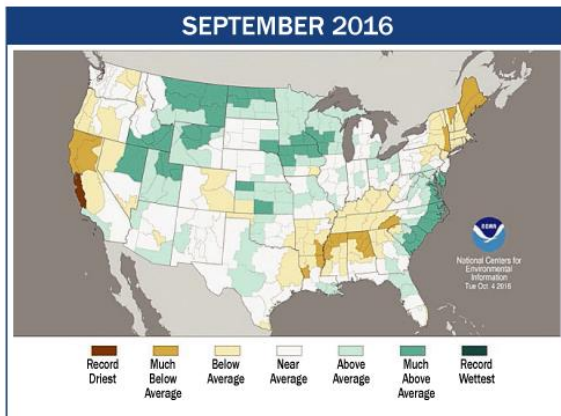 SEPTEMBER 2016
NOAA
National Centers for
Environmental
Information
Tue Oct 4 2016
Record
Driest
Much
Below
Average
Below
Average
Near
Average
Above
Average
Much
Above
Average
Record
Wettest